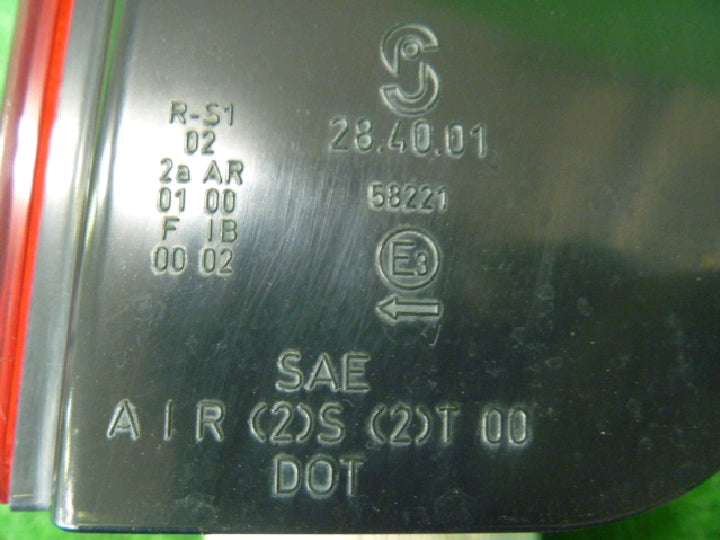 R-S1
02
2a AR
01 00
F IB
00 02
28.40.01
58221
E3
SAE
A I R (2)S (2)T 00
DOT